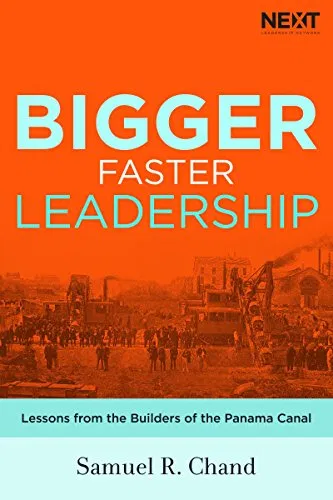 NEXT
LEADERSHIP NETWORK
BIGGER
FASTER
LEADERSHIP
Lessons from the Builders of the Panama Canal
Samuel R. Chand